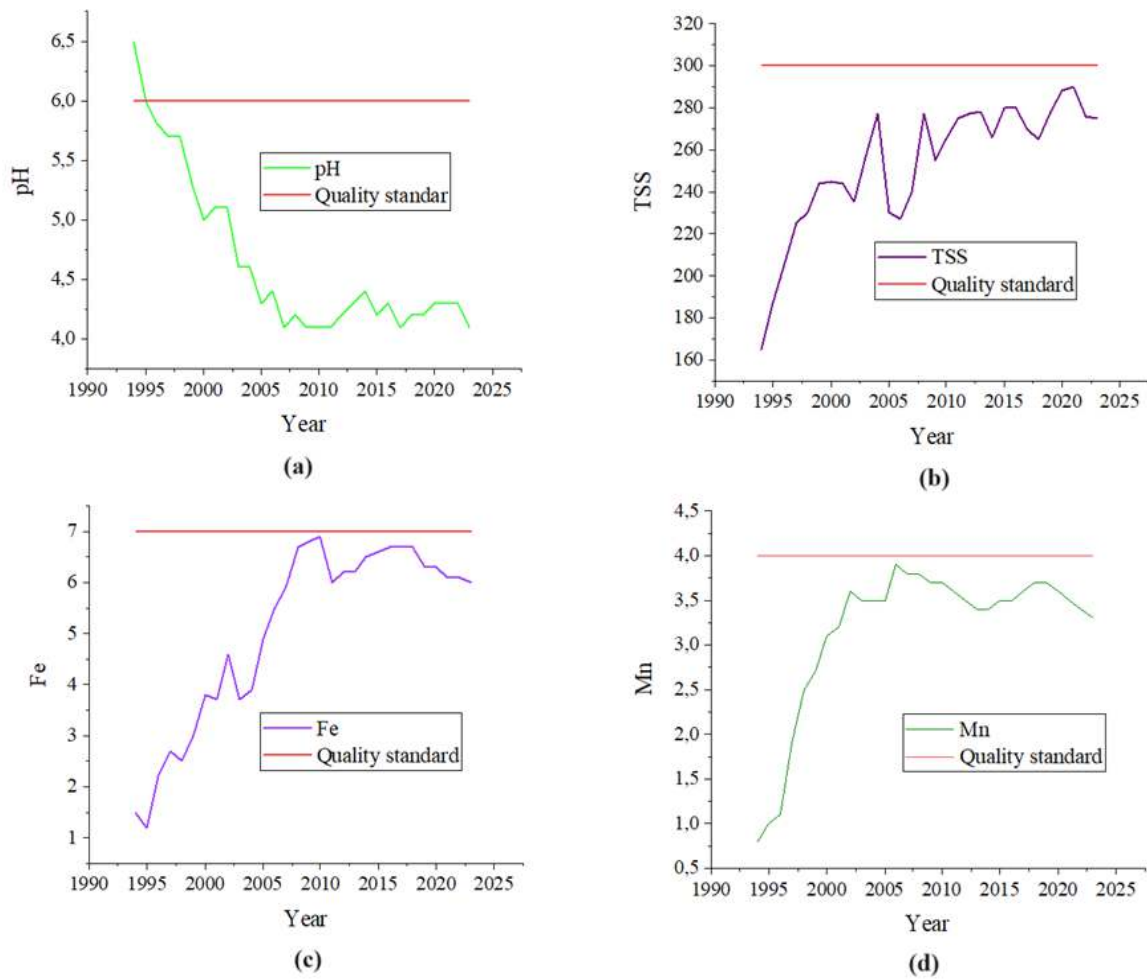 6,5
6,0
5,5
5,0
4,5
4,0
pH
pH
Quality standar
1990 1995 2000 2005 2010 2015 2020 2025
Year
(a)
320
300
280
260
240
220
200
180
160
TSS
TSS
Quality standard
1990 1995 2000 2005 2010 2015 2020 2025
Year
(b)
7
6
5
4
3
2
1
Fe
Fe
Quality standard
1990 1995 2000 2005 2010 2015 2020 2025
Year
(c)
4,5
4,0
3,5
3,0
2,5
2,0
1,5
1,0
0,5
Mn
Mn
Quality standard
1990 1995 2000 2005 2010 2015 2020 2025
Year
(d)